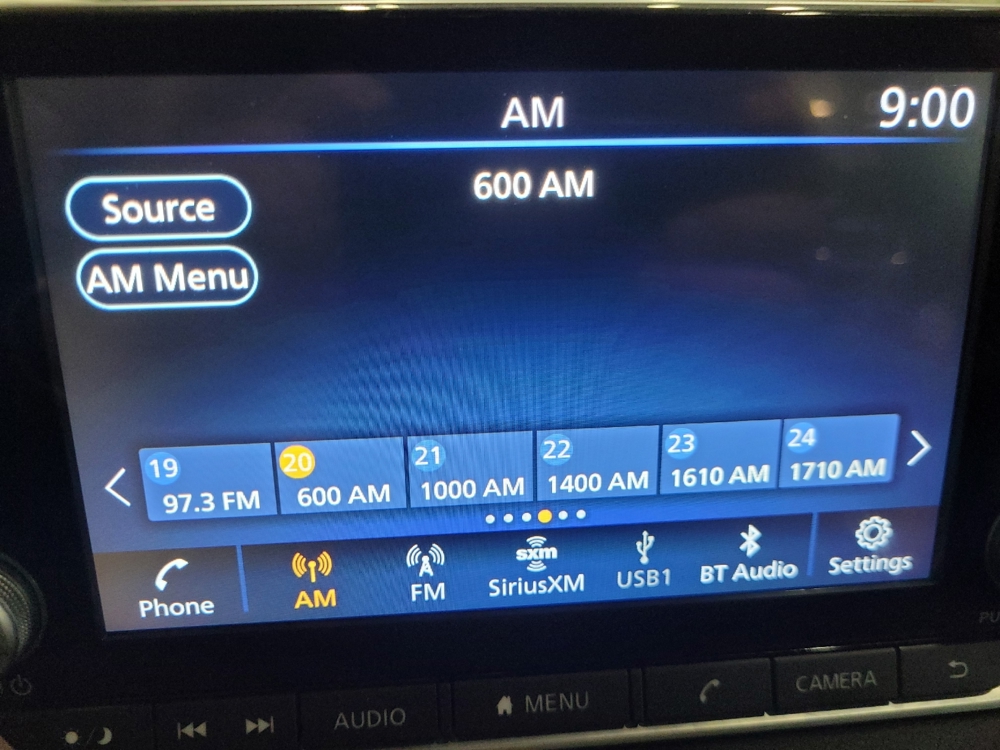 AM
9:00
600 AM
Source
AM Menu
19
97.3 FM
20
600 AM
21
1000 AM
22
1400 AM
23
1610 AM
24
1710 AM
Phone
AM
FM
sxm
SiriusXM
USB1
BT Audio
Settings
AUDIO
MENU
CAMERA